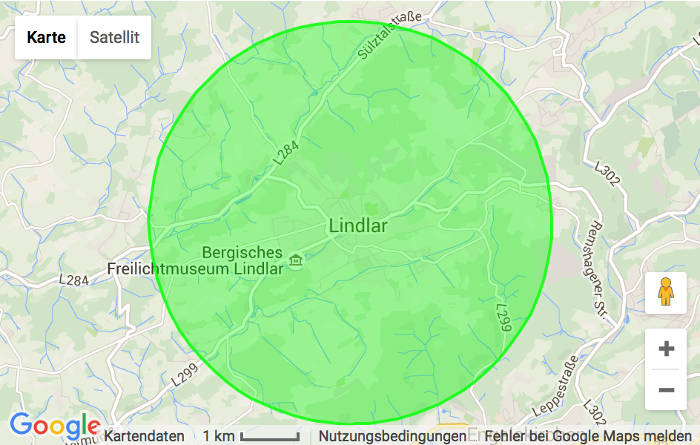 Karte
Satellit
Sülztalstraße
L284
L302
Lindlar
Bergisches
Freilichtmuseum Lindlar
Remshagener Str.
L284
L299
L299
Leppestraße
L302
Google
Kartendaten
1 km
Nutzungsbedingungen
Fehler bei Google Maps melden